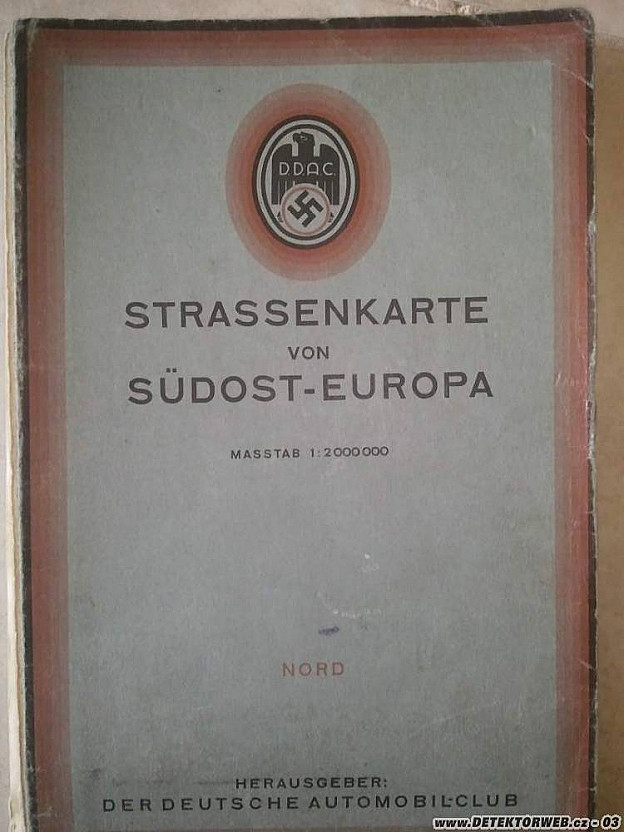 D.D.A.C.
STRASSENKARTE
VON
SÜDOST-EUROPA
MASSTAB 1:2000000
NORD
HERAUSGEBER:
DER DEUTSCHE AUTOMOBIL-CLUB
www.DETEKTORWEB.cz - 03